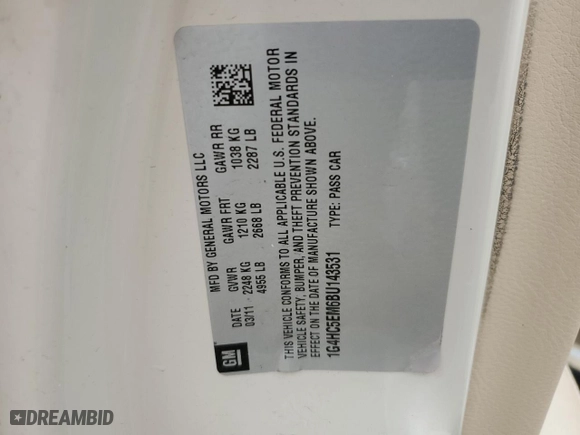 MFD BY GENERAL MOTORS LLC
DATE GVWR GAWR FRT GAWR RR
03/11 2248 KG 1210 KG 1038 KG
4955 LB 2668 LB 2287 LB
GM
THIS VEHICLE CONFORMS TO ALL APPLICABLE U.S. FEDERAL MOTOR
VEHICLE SAFETY, BUMPER, AND THEFT PREVENTION STANDARDS IN
EFFECT ON THE DATE OF MANUFACTURE SHOWN ABOVE.
1G4HC5EM6BU143531 TYPE: PASS CAR
DREAMBID